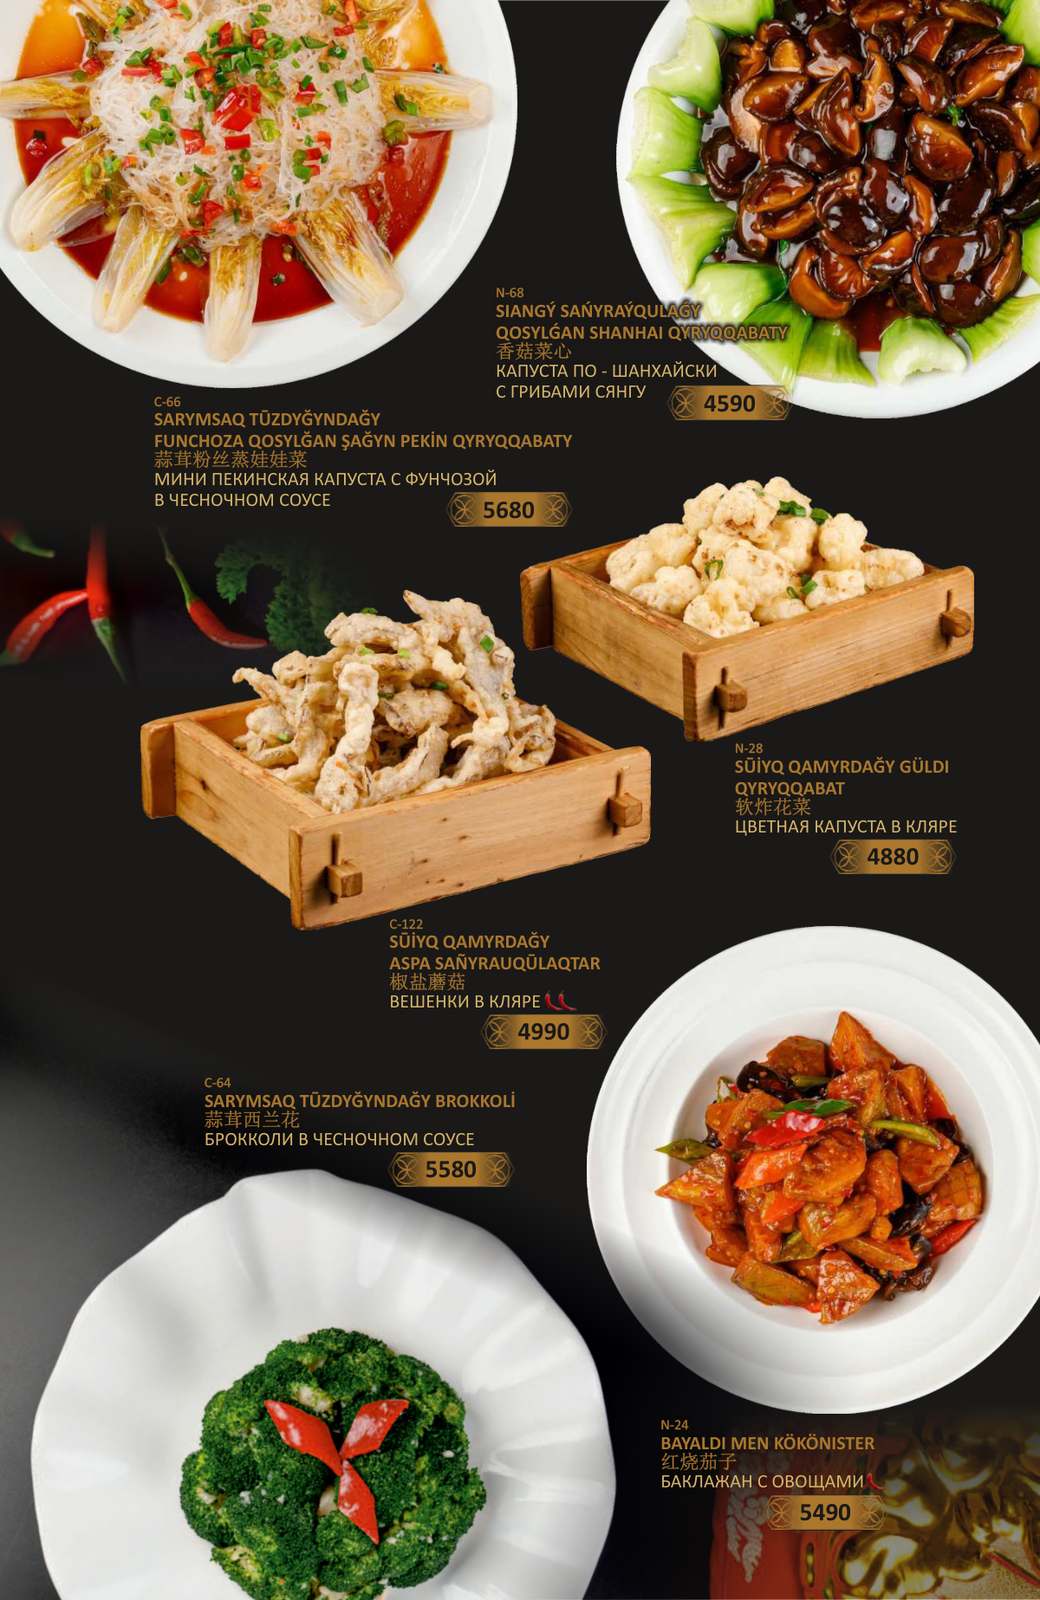 N-68
SIANGÝ SAŃYRAÝQULAǴY
QOSYLǴAN SHANHAI QYRYQQABATY
香菇菜心
КАПУСТА ПО - ШАНХАЙСКИ
С ГРИБАМИ СЯНГУ
4590
C-66
SARYMSAQ TŪZDYĞYNDAĞY
FUNCHOZA QOSYLĞAN ŞAĞYN PEKİN QYRYQQABATY
蒜茸粉丝蒸娃娃菜
МИНИ ПЕКИНСКАЯ КАПУСТА С ФУНЧОЗОЙ
В ЧЕСНОЧНОМ СОУСЕ
5680
N-28
SŪİYQ QAMYRDAĞY GÜLDI
QYRYQQABAT
软炸花菜
ЦВЕТНАЯ КАПУСТА В КЛЯРЕ
4880
C-122
SŪİYQ QAMYRDAĞY
ASPA SAÑYRAUQŪLAQTAR
椒盐蘑菇
ВЕШЕНКИ В КЛЯРЕ
4990
C-64
SARYMSAQ TŪZDYĞYNDAĞY BROKKOLİ
蒜茸西兰花
БРОККОЛИ В ЧЕСНОЧНОМ СОУСЕ
5580
N-24
BAYALDI MEN KÖKÖNISTER
红烧茄子
БАКЛАЖАН С ОВОЩАМИ
5490